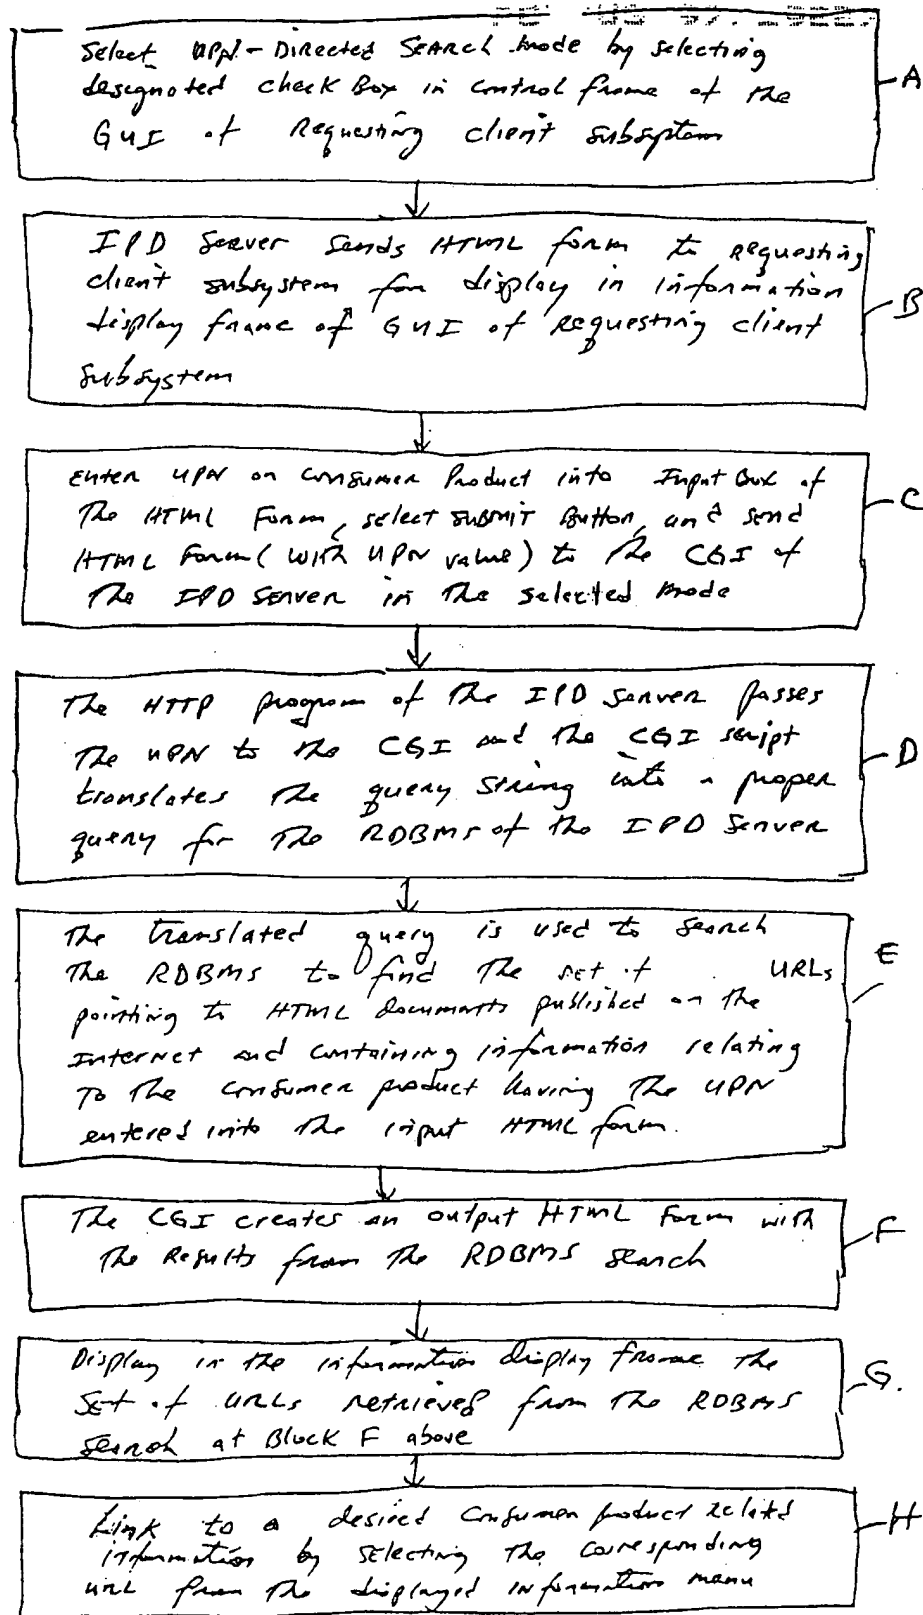 Select UPN-Directed Search mode by selecting
designated check Box in control frame of the
GUI of Requesting client subsystem
A
IPD Server sends HTML form to requesting
client subsystem for display in information
display frame of GUI of Requesting client
subsystem
B
Enter UPN on Consumer Product into Input Box of
The HTML Form, select SUBMIT Button, and send
HTML Form (with UPN value) to the CGI of
The IPD Server in the selected mode
C
The HTTP program of the IPD Server passes
The UPN to the CGI and the CGI script
translates the query string into a proper
query for the RDBMS of the IPD Server
D
The translated query is used to search
the RDBMS to find the set of URLs
pointing to HTML documents published on the
Internet and containing information relating
To the consumer product having the UPN
entered into the input HTML form.
E
The CGI creates an output HTML Form with
the Results from the RDBMS search
F
Display in the information display frame the
Set of URLs retrieved from the RDBMS
Search at Block F above
G.
Link to a desired consumer product related
information by selecting the corresponding
URL from the displayed information menu
H